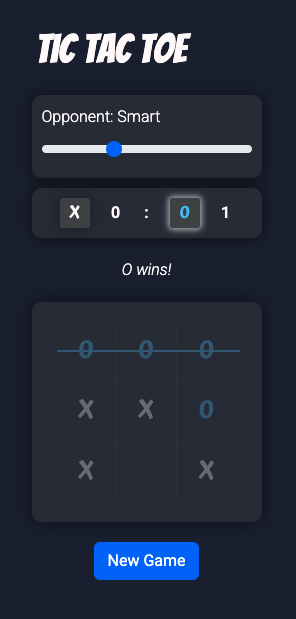 TIC TAC TOE
Opponent: Smart
X 0 : O 1
O wins!
O O O
X X O
X X
New Game